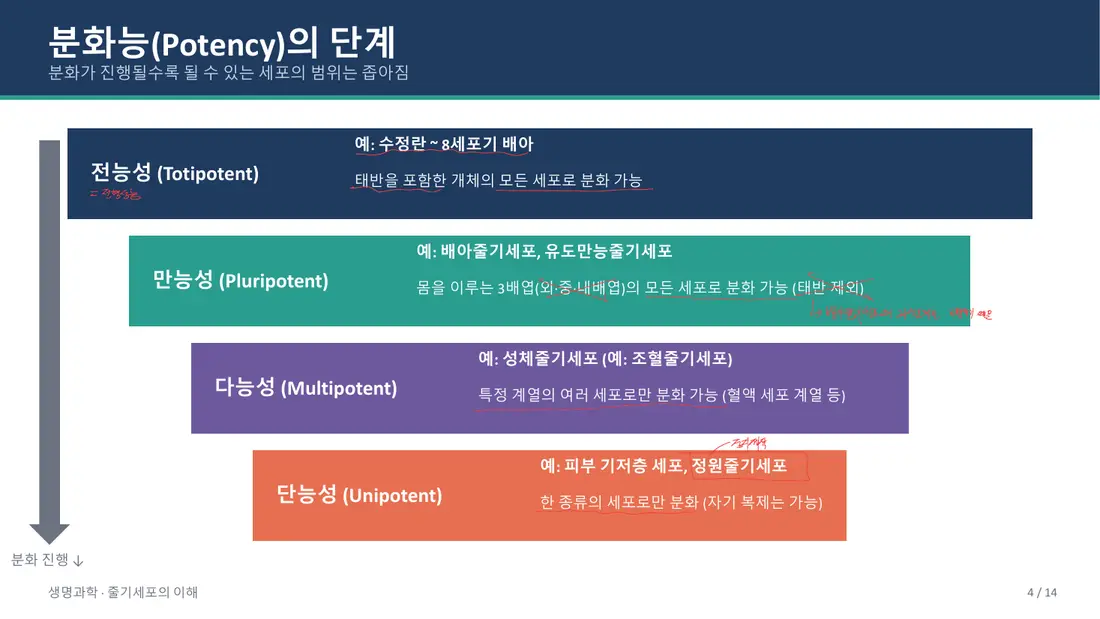 분화능(Potency)의 단계
분화가 진행될수록 될 수 있는 세포의 범위는 좁아짐
예: 수정란 ~ 8세포기 배아
전능성 (Totipotent)
태반을 포함한 개체의 모든 세포로 분화 가능
예: 배아줄기세포, 유도만능줄기세포
만능성 (Pluripotent)
몸을 이루는 3배엽(외·중·내배엽)의 모든 세포로 분화 가능 (태반 제외)
예: 성체줄기세포 (예: 조혈줄기세포)
다능성 (Multipotent)
특정 계열의 여러 세포로만 분화 가능 (혈액 세포 계열 등)
예: 피부 기저층 세포, 정원줄기세포
단능성 (Unipotent)
한 종류의 세포로만 분화 (자기 복제는 가능)
분화 진행 ↓
생명과학 · 줄기세포의 이해
4 / 14